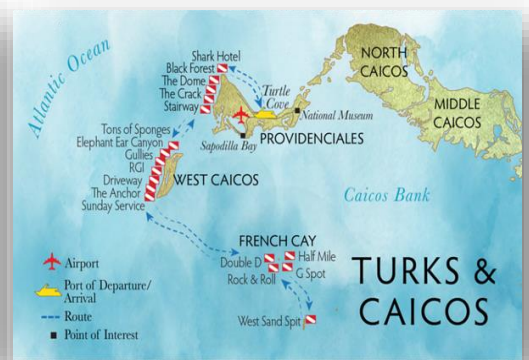 Atlantic Ocean
Shark Hotel
Black Forest
The Dome
The Crack
Stairway
Turtle
Cove
National Museum
PROVIDENCIALES
Sapodilla Bay
NORTH
CAICOS
MIDDLE
CAICOS
Tons of Sponges
Elephant Ear Canyon
Gullies
RGI
Driveway
The Anchor
Sunday Service
WEST CAICOS
Caicos Bank
FRENCH CAY
Double D
Half Mile
Rock & Roll
G Spot
West Sand Spit
Airport
Port of Departure/
Arrival
Route
Point of Interest
TURKS &
CAICOS